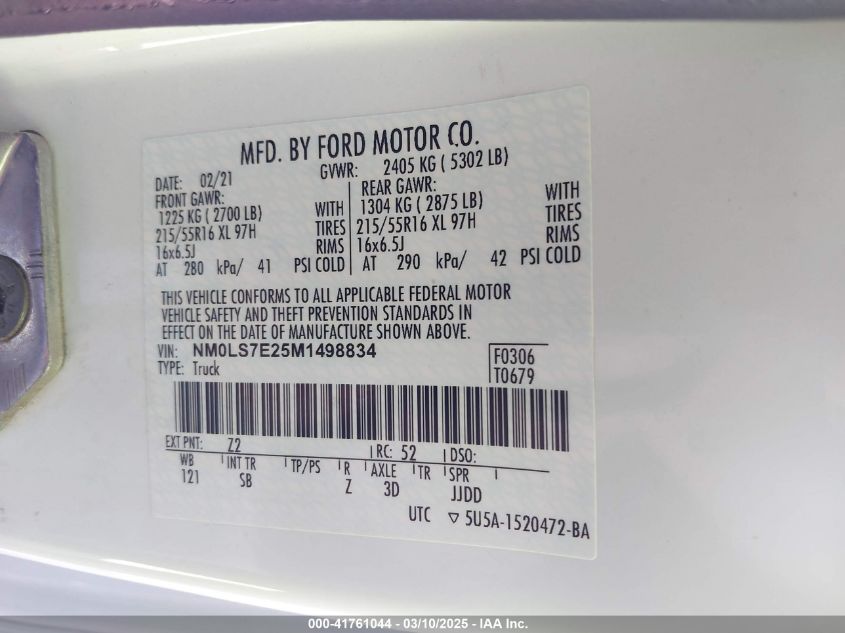 MFD. BY FORD MOTOR CO.
DATE: 02/21 GVWR: 2405 KG ( 5302 LB)
FRONT GAWR: REAR GAWR:
1225 KG ( 2700 LB) WITH 1304 KG ( 2875 LB) WITH
215/55R16 XL 97H TIRES 215/55R16 XL 97H TIRES
16x6.5J RIMS 16x6.5J RIMS
AT 280 kPa/ 41 PSI COLD AT 290 kPa/ 42 PSI COLD
THIS VEHICLE CONFORMS TO ALL APPLICABLE FEDERAL MOTOR
VEHICLE SAFETY AND THEFT PREVENTION STANDARDS IN
EFFECT ON THE DATE OF MANUFACTURE SHOWN ABOVE.
VIN: NM0LS7E25M1498834 F0306
TYPE: Truck T0679
EXT PNT: Z2 RC: 52 DSO:
WB INT TR TP/PS R AXLE TR SPR
121 SB Z 3D JJDD
UTC ▽ 5U5A-1520472-BA
000-41761044 — 03/10/2025 — IAA Inc.